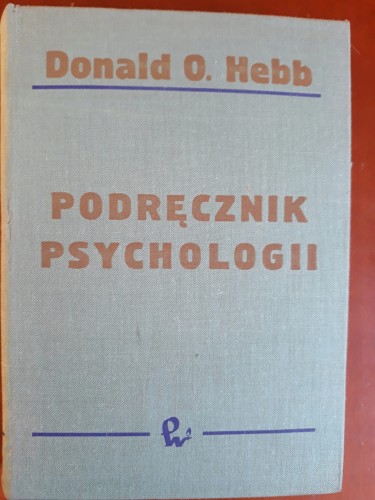 Donald O. Hebb
PODRĘCZNIK
PSYCHOLOGII